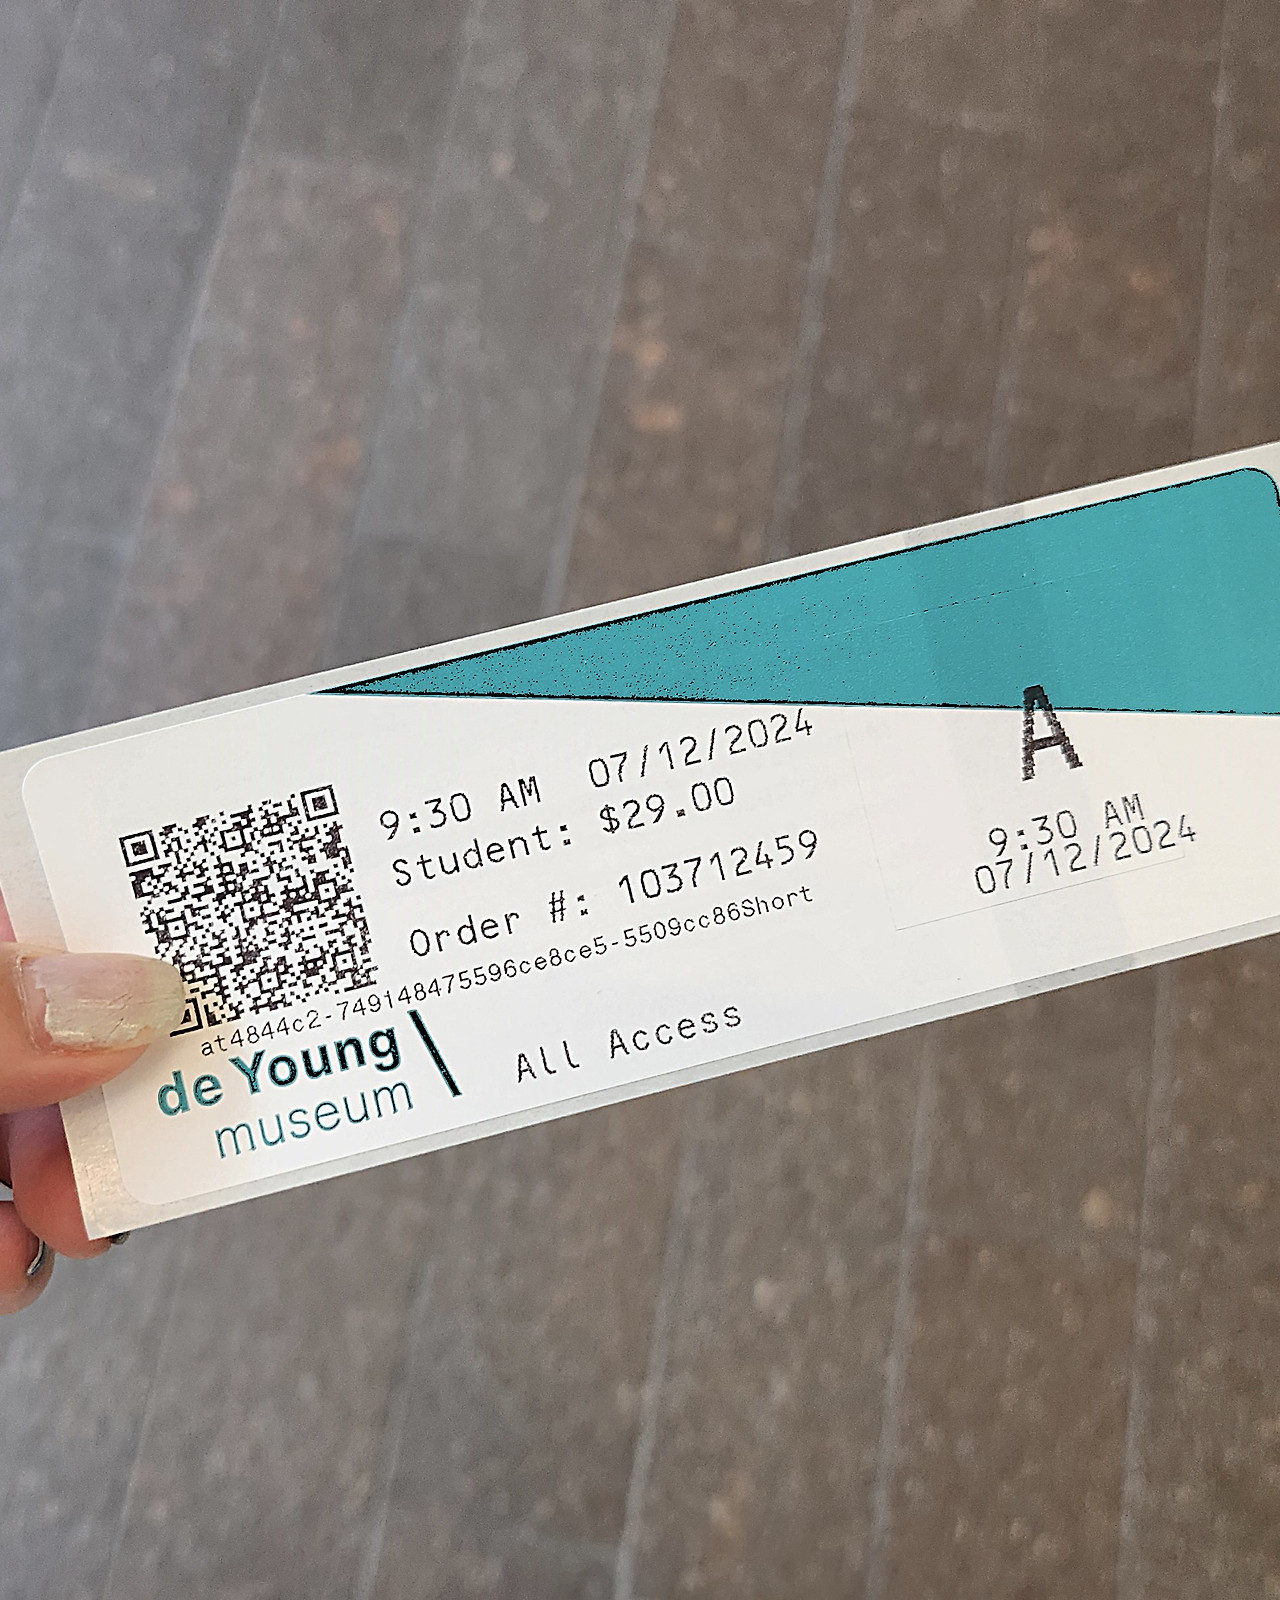 9:30 AM 07/12/2024
Student: $29.00
Order #: 103712459
at4844c2-749148475596ce8ce5-5509cc86Short
de Young
museum
All Access
A
9:30 AM
07/12/2024